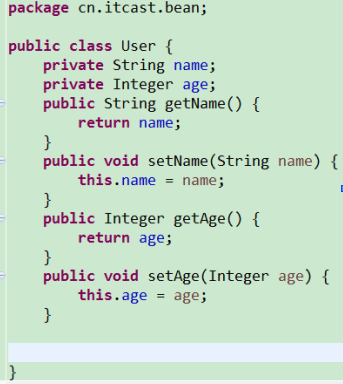 package cn.itcast.bean;
public class User {
private String name;
private Integer age;
public String getName() {
return name;
}
public void setName(String name) {
this.name = name;
}
public Integer getAge() {
return age;
}
public void setAge(Integer age) {
this.age = age;
}
}